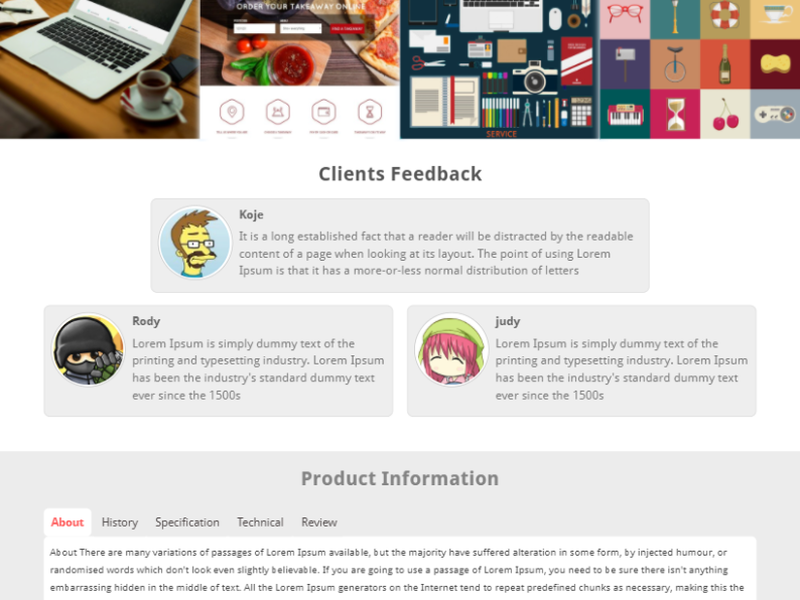 ORDER YOUR TAKEAWAY ONLINE
FIND A TAKEAWAY
SERVICE
Clients Feedback
Koje
It is a long established fact that a reader will be distracted by the readable
content of a page when looking at its layout. The point of using Lorem
Ipsum is that it has a more-or-less normal distribution of letters
Rody
Lorem Ipsum is simply dummy text of the
printing and typesetting industry. Lorem Ipsum
has been the industry's standard dummy text
ever since the 1500s
judy
Lorem Ipsum is simply dummy text of the
printing and typesetting industry. Lorem Ipsum
has been the industry's standard dummy text
ever since the 1500s
Product Information
About History Specification Technical Review
About There are many variations of passages of Lorem Ipsum available, but the majority have suffered alteration in some form, by injected humour, or
randomised words which don't look even slightly believable. If you are going to use a passage of Lorem Ipsum, you need to be sure there isn't anything
embarrassing hidden in the middle of text. All the Lorem Ipsum generators on the Internet tend to repeat predefined chunks as necessary, making this the